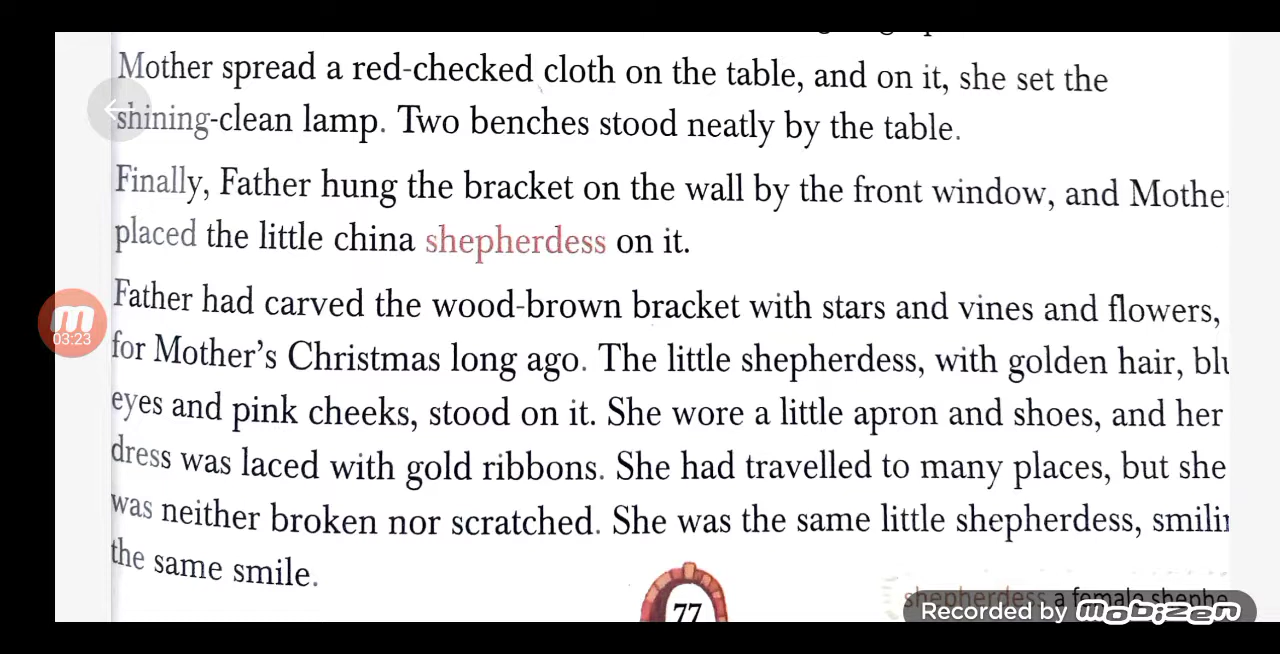 Mother spread a red-checked cloth on the table, and on it, she set the
shining-clean lamp. Two benches stood neatly by the table.
Finally, Father hung the bracket on the wall by the front window, and Mothe
placed the little china shepherdess on it.
Father had carved the wood-brown bracket with stars and vines and flowers,
for Mother's Christmas long ago. The little shepherdess, with golden hair, blu
eyes and pink cheeks, stood on it. She wore a little apron and shoes, and her
dress was laced with gold ribbons. She had travelled to many places, but she
was neither broken nor scratched. She was the same little shepherdess, smilin
the same smile.
03:23
77
shepherdess a female shephe
Recorded by mobizen